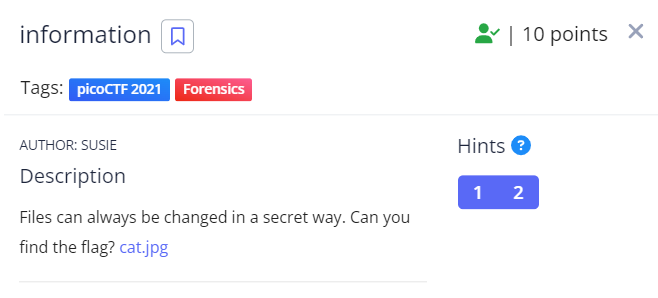 information
| 10 points
Tags: picoCTF 2021 Forensics
AUTHOR: SUSIE
Hints ?
Description
1 2
Files can always be changed in a secret way. Can you
find the flag? cat.jpg